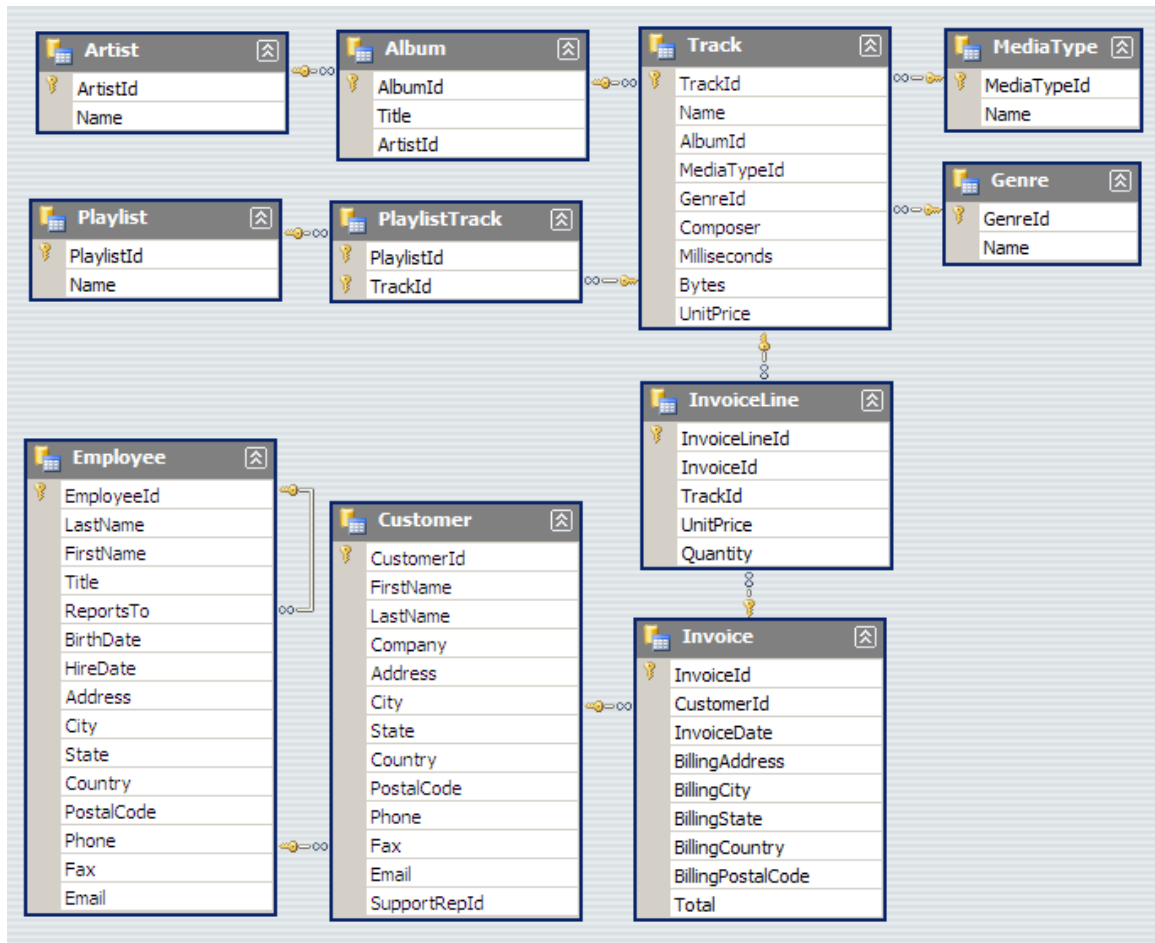 Artist
ArtistId
Name
Album
AlbumId
Title
ArtistId
Track
TrackId
Name
AlbumId
MediaTypeId
GenreId
Composer
Milliseconds
Bytes
UnitPrice
MediaType
MediaTypeId
Name
Genre
GenreId
Name
Playlist
PlaylistId
Name
PlaylistTrack
PlaylistId
TrackId
InvoiceLine
InvoiceLineId
InvoiceId
TrackId
UnitPrice
Quantity
Employee
EmployeeId
LastName
FirstName
Title
ReportsTo
BirthDate
HireDate
Address
City
State
Country
PostalCode
Phone
Fax
Email
Customer
CustomerId
FirstName
LastName
Company
Address
City
State
Country
PostalCode
Phone
Fax
Email
SupportRepId
Invoice
InvoiceId
CustomerId
InvoiceDate
BillingAddress
BillingCity
BillingState
BillingCountry
BillingPostalCode
Total